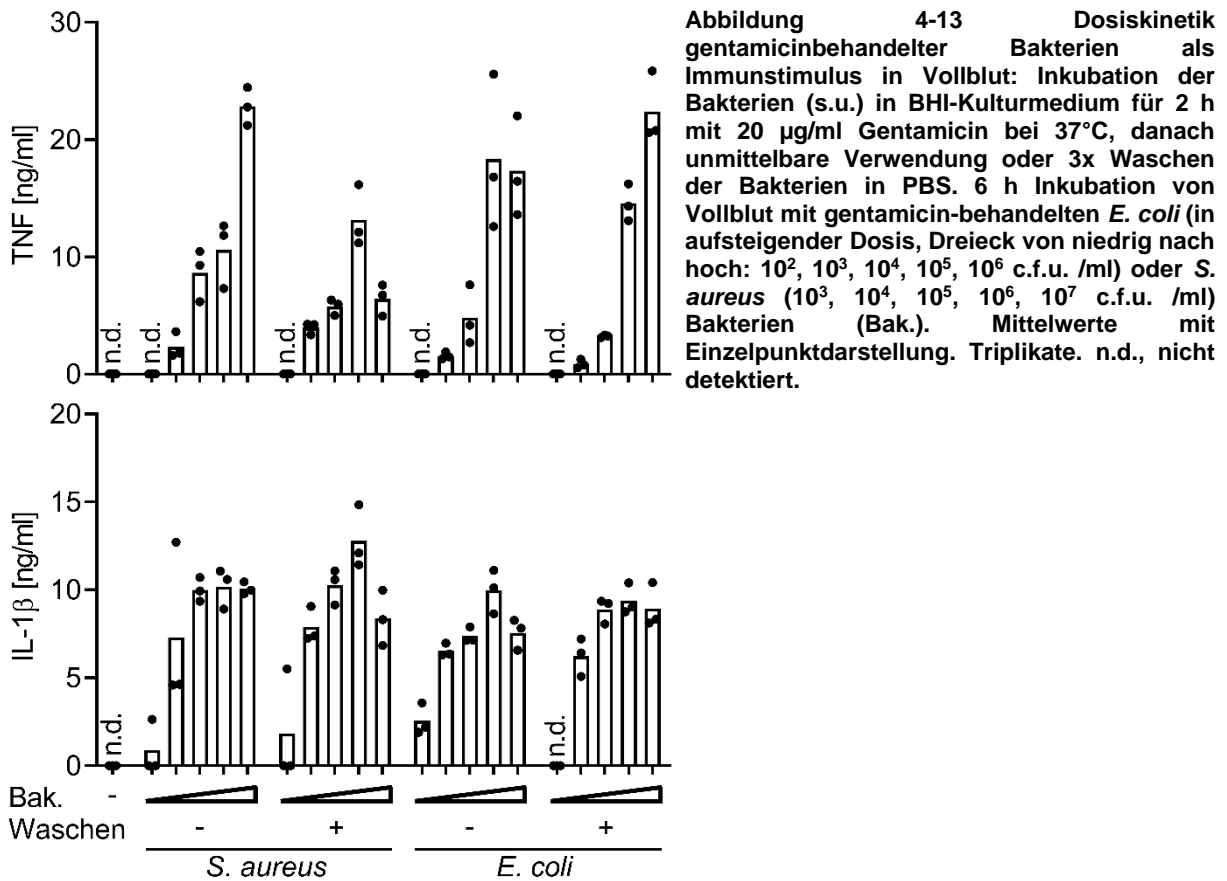 30
20
10
0
TNF [ng/ml]
n.d.
n.d.
n.d.
n.d.
n.d.
20
15
10
5
0
IL-1β [ng/ml]
n.d.
n.d.
Bak. -
Waschen - + - +
S. aureus E. coli
Abbildung 4-13 Dosiskinetik
gentamicinbehandelter Bakterien als
Immunstimulus in Vollblut: Inkubation der
Bakterien (s.u.) in BHI-Kulturmedium für 2 h
mit 20 µg/ml Gentamicin bei 37°C, danach
unmittelbare Verwendung oder 3x Waschen
der Bakterien in PBS. 6 h Inkubation von
Vollblut mit gentamicin-behandelten E. coli (in
aufsteigender Dosis, Dreieck von niedrig nach
hoch: 10², 10³, 10⁴, 10⁵, 10⁶ c.f.u. /ml) oder S.
aureus (10³, 10⁴, 10⁵, 10⁶, 10⁷ c.f.u. /ml)
Bakterien (Bak.). Mittelwerte mit
Einzelpunktdarstellung. Triplikate. n.d., nicht
detektiert.